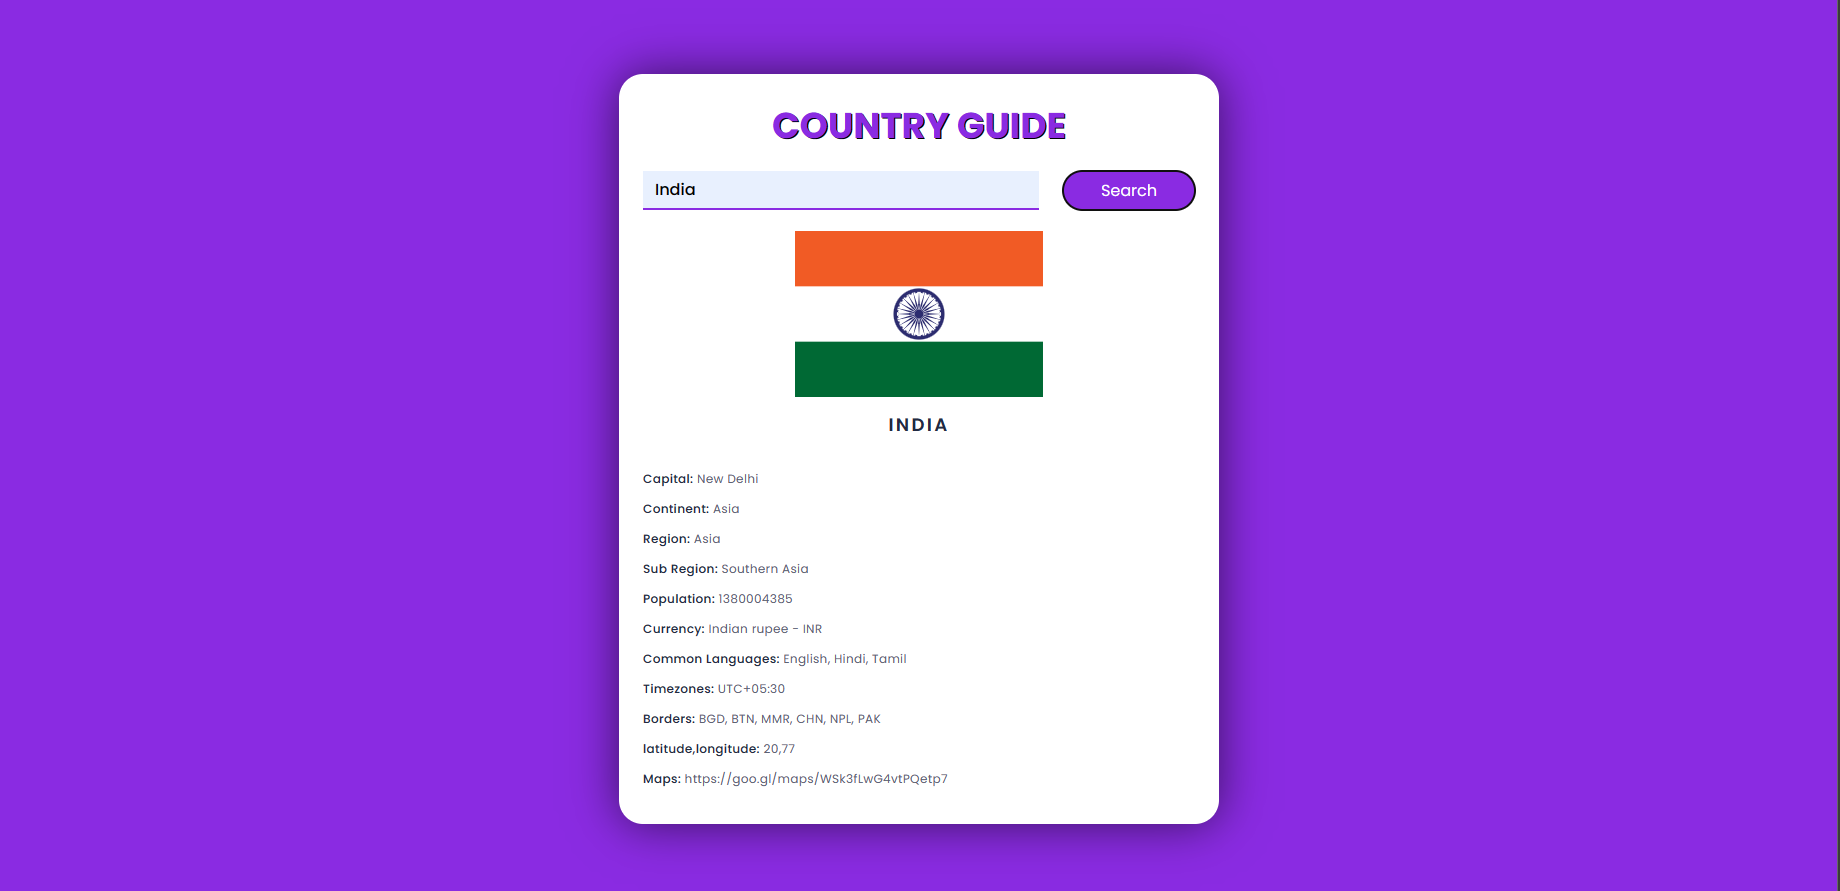 COUNTRY GUIDE
India
Search
INDIA
Capital: New Delhi
Continent: Asia
Region: Asia
Sub Region: Southern Asia
Population: 1380004385
Currency: Indian rupee - INR
Common Languages: English, Hindi, Tamil
Timezones: UTC+05:30
Borders: BGD, BTN, MMR, CHN, NPL, PAK
latitude,longitude: 20,77
Maps: https://goo.gl/maps/WSk3fLwG4vtPQetp7